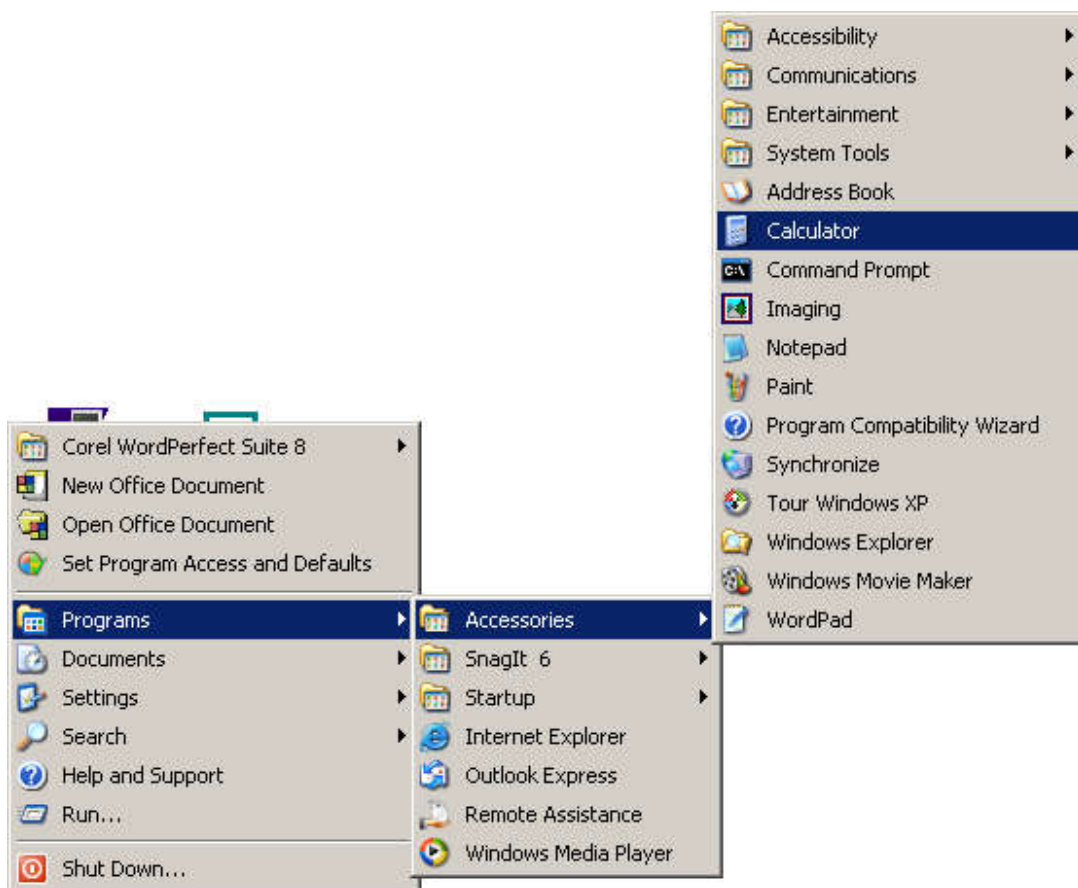 Accessibility
Communications
Entertainment
System Tools
Address Book
Calculator
C:\
Command Prompt
Imaging
Notepad
Paint
Program Compatibility Wizard
Synchronize
Tour Windows XP
Windows Explorer
Windows Movie Maker
WordPad
Corel WordPerfect Suite 8
New Office Document
Open Office Document
Set Program Access and Defaults
Programs
Documents
Settings
Search
Help and Support
Run...
Shut Down...
Accessories
SnagIt 6
Startup
Internet Explorer
Outlook Express
Remote Assistance
Windows Media Player